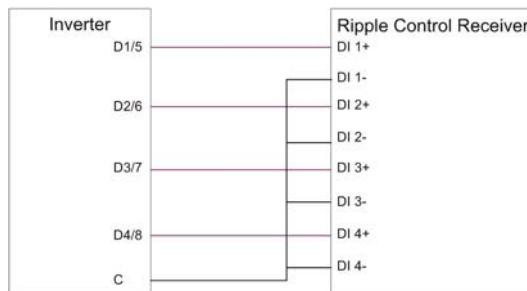 Inverter
D1/5
D2/6
D3/7
D4/8
C
Ripple Control Receiver
DI 1+
DI 1-
DI 2+
DI 2-
DI 3+
DI 3-
DI 4+
DI 4-